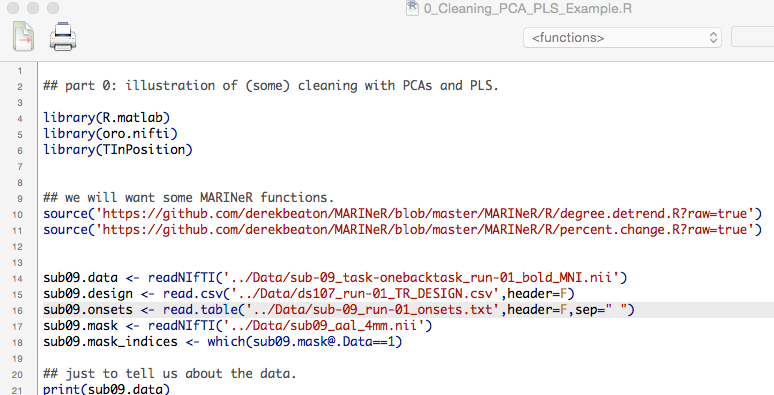 0_Cleaning_PCA_PLS_Example.R
<functions>
1
2 ## part 0: illustration of (some) cleaning with PCAs and PLS.
3
4 library(R.matlab)
5 library(oro.nifti)
6 library(TInPosition)
7
8
9 ## we will want some MARINeR functions.
10 source('https://github.com/derekbeaton/MARINeR/blob/master/MARINeR/R/degree.detrend.R?raw=true')
11 source('https://github.com/derekbeaton/MARINeR/blob/master/MARINeR/R/percent.change.R?raw=true')
12
13
14 sub09.data <- readNIfTI('../Data/sub-09_task-onebacktask_run-01_bold_MNI.nii')
15 sub09.design <- read.csv('../Data/ds107_run-01_TR_DESIGN.csv',header=F)
16 sub09.onsets <- read.table('../Data/sub-09_run-01_onsets.txt',header=F,sep=" ")
17 sub09.mask <- readNIfTI('../Data/sub09_aal_4mm.nii')
18 sub09.mask_indices <- which(sub09.mask@.Data==1)
19
20 ## just to tell us about the data.
21 print(sub09.data)